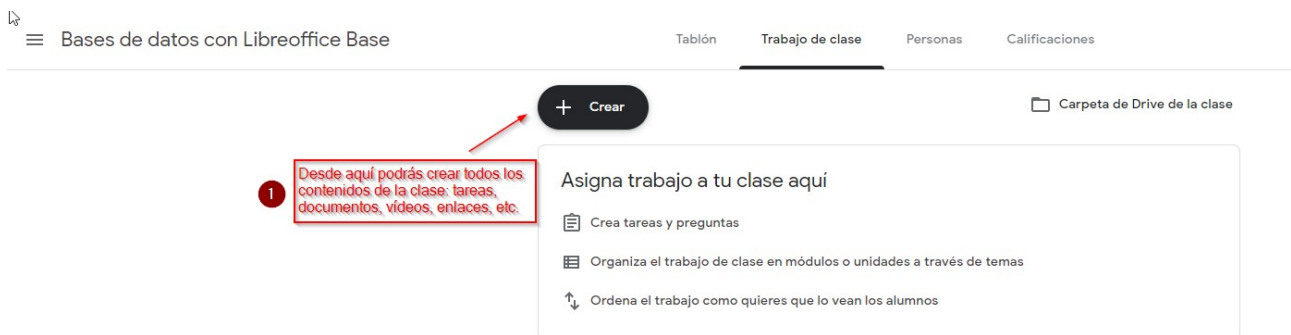 Bases de datos con Libreoffice Base
Tablón
Trabajo de clase
Personas
Calificaciones
+ Crear
Carpeta de Drive de la clase
1
Desde aquí podrás crear todos los
contenidos de la clase: tareas,
documentos, vídeos, enlaces, etc.
Asigna trabajo a tu clase aquí
Crea tareas y preguntas
Organiza el trabajo de clase en módulos o unidades a través de temas
Ordena el trabajo como quieres que lo vean los alumnos